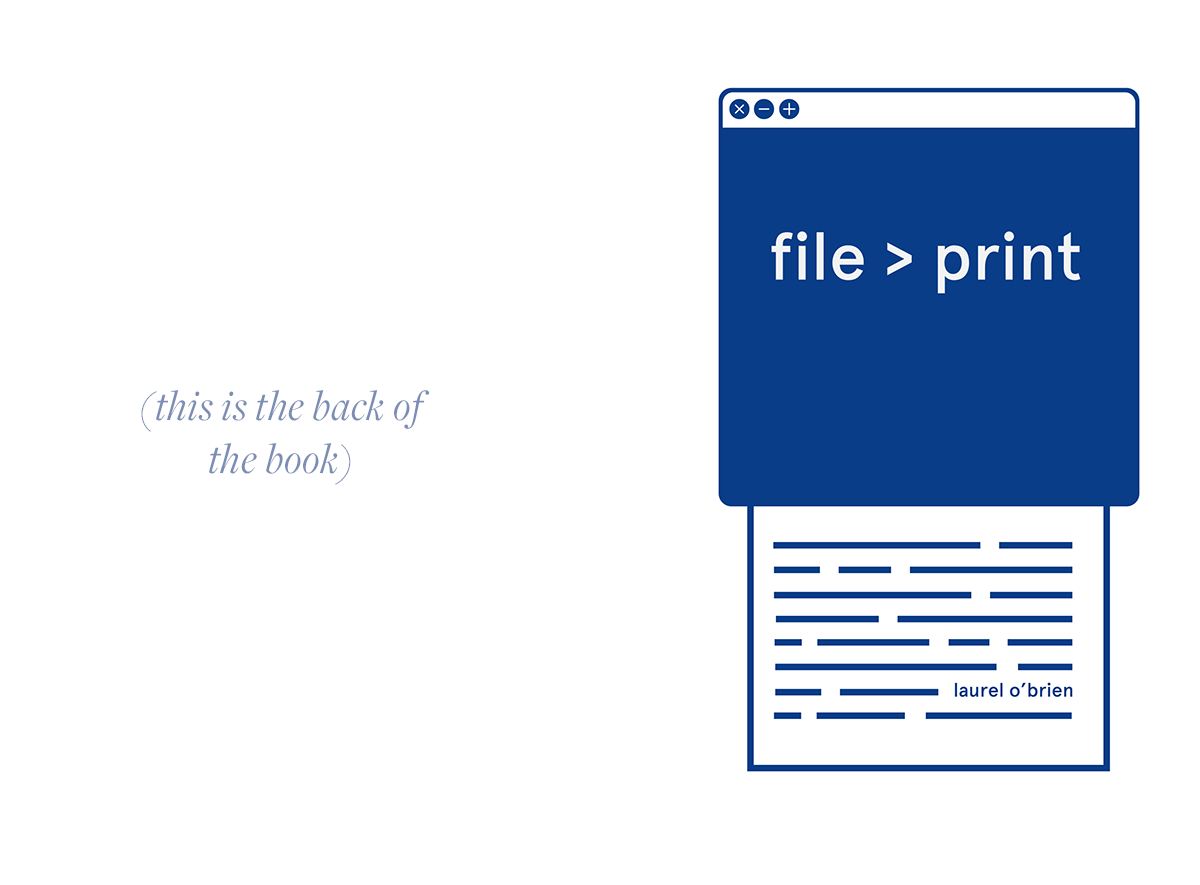 (this is the back of
the book)
file > print
laurel o’brien